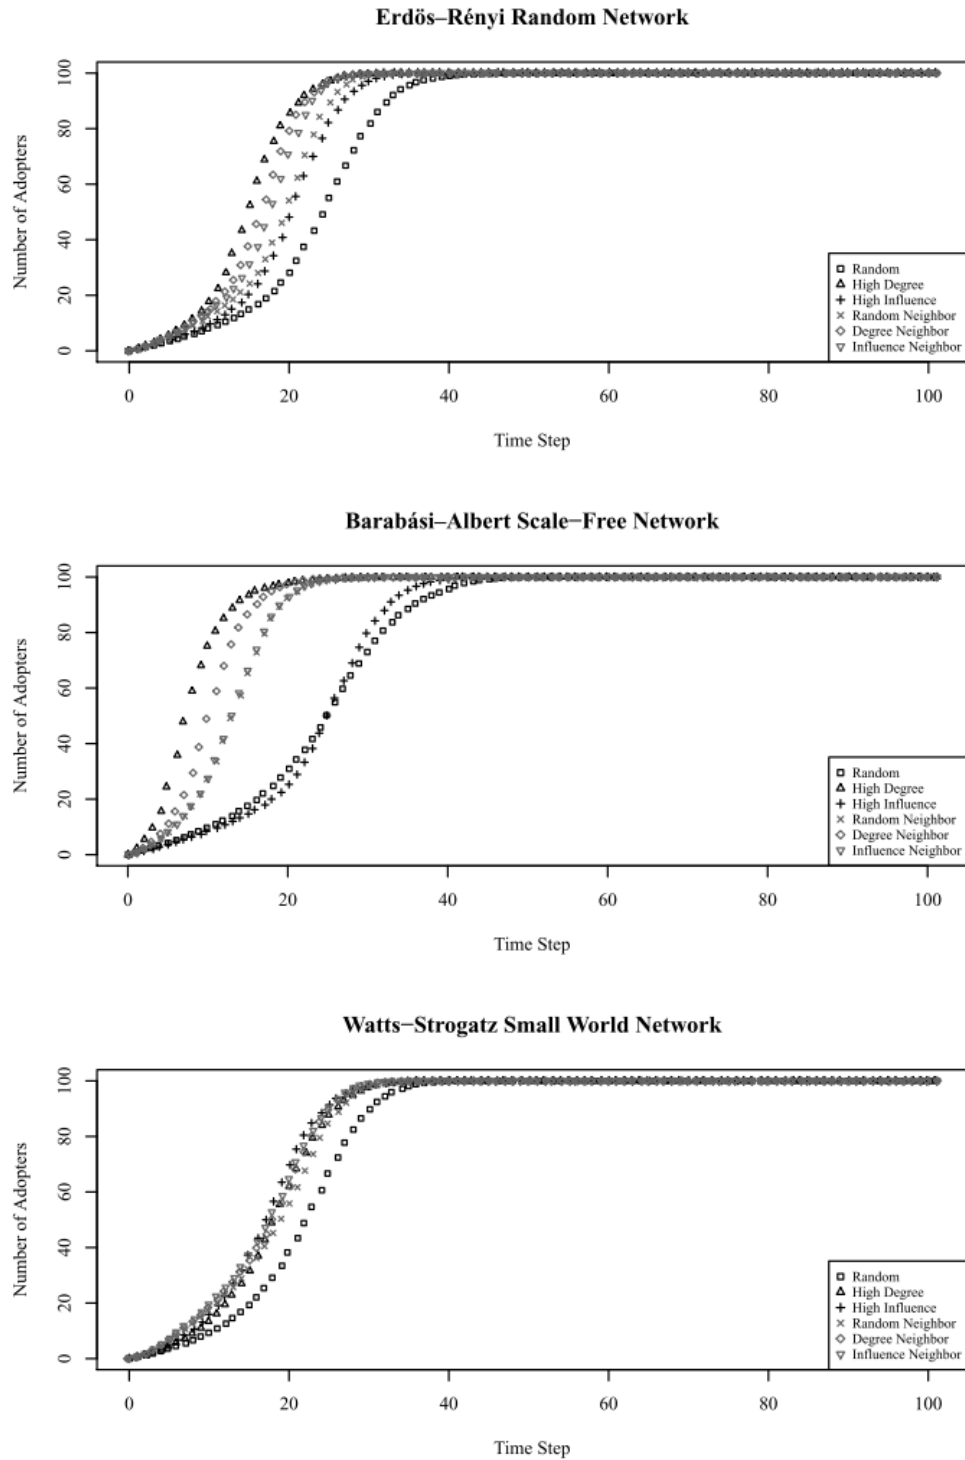 Erdös–Rényi Random Network
Number of Adopters
100
80
60
40
20
0
Random
High Degree
High Influence
Random Neighbor
Degree Neighbor
Influence Neighbor
0 20 40 60 80 100
Time Step
Barabási–Albert Scale−Free Network
Number of Adopters
100
80
60
40
20
0
Random
High Degree
High Influence
Random Neighbor
Degree Neighbor
Influence Neighbor
0 20 40 60 80 100
Time Step
Watts−Strogatz Small World Network
Number of Adopters
100
80
60
40
20
0
Random
High Degree
High Influence
Random Neighbor
Degree Neighbor
Influence Neighbor
0 20 40 60 80 100
Time Step